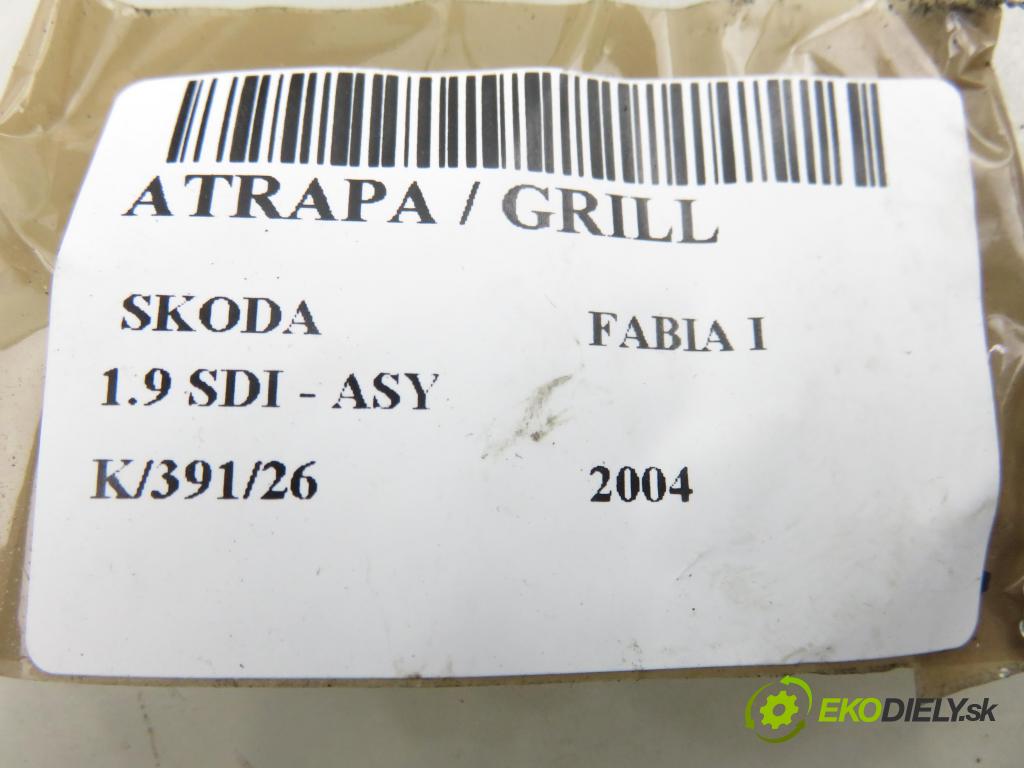 ATRAPA / GRILL
SKODA FABIA I
1.9 SDI - ASY
K/391/26 2004
EKODIELY.sk